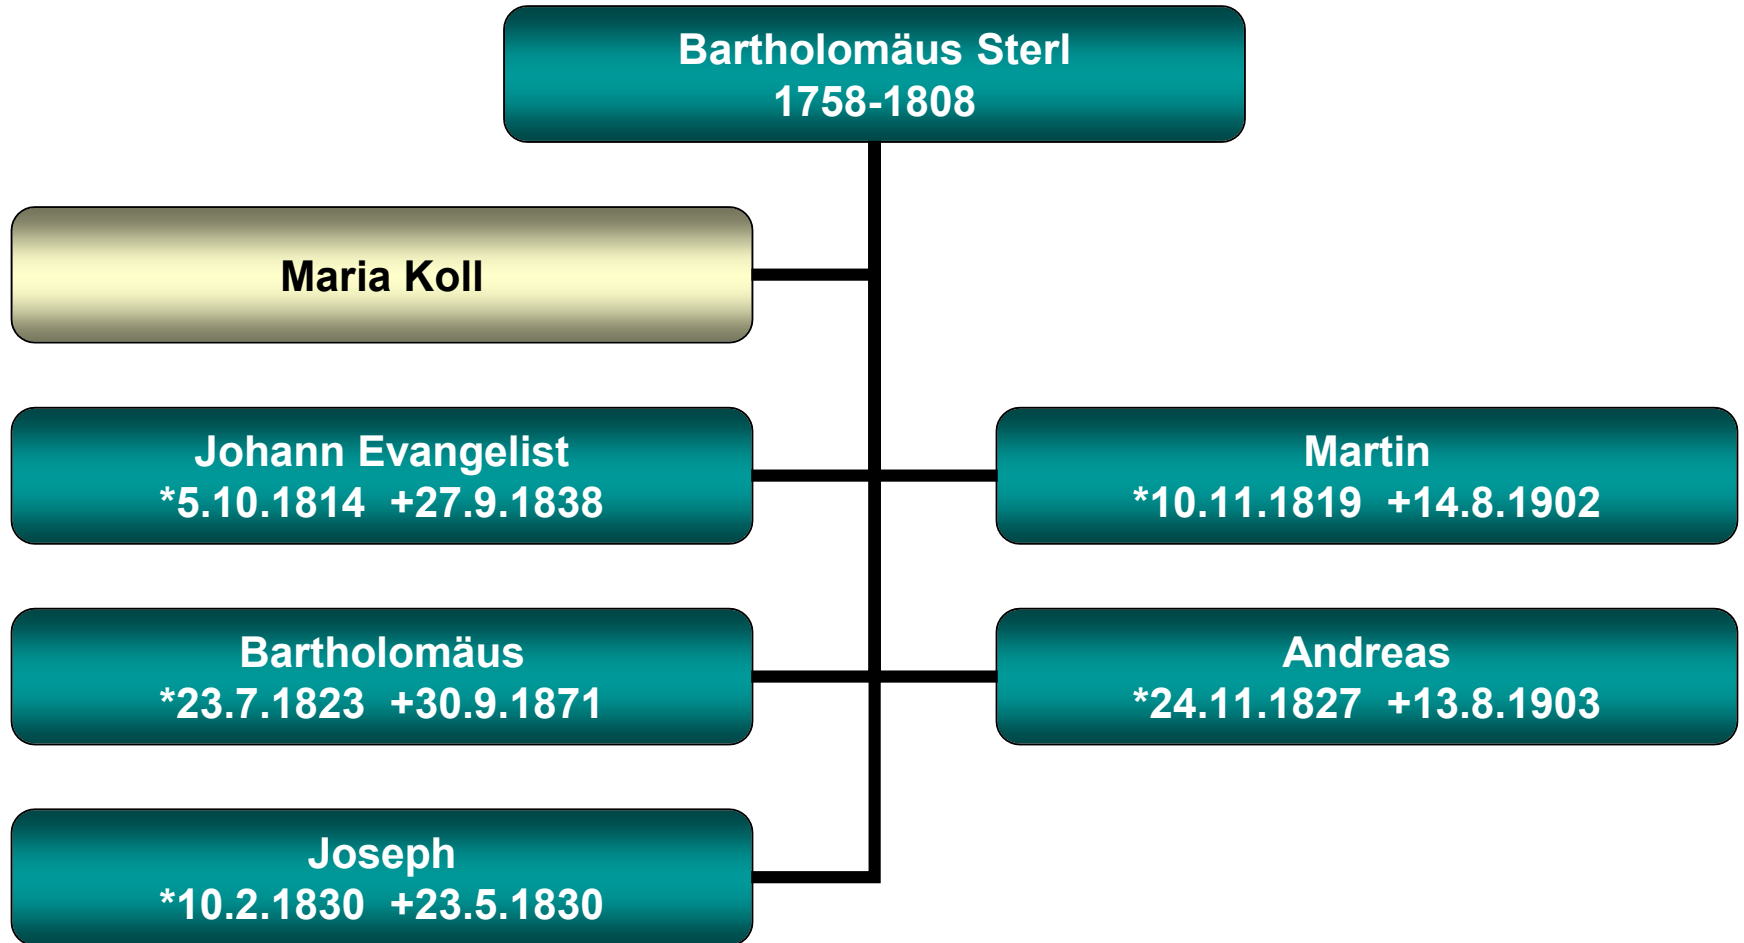 Bartholomäus Sterl
1758-1808
Maria Koll
Johann Evangelist
*5.10.1814  +27.9.1838
Martin
*10.11.1819  +14.8.1902
Bartholomäus
*23.7.1823  +30.9.1871
Andreas
*24.11.1827  +13.8.1903
Joseph
*10.2.1830  +23.5.1830